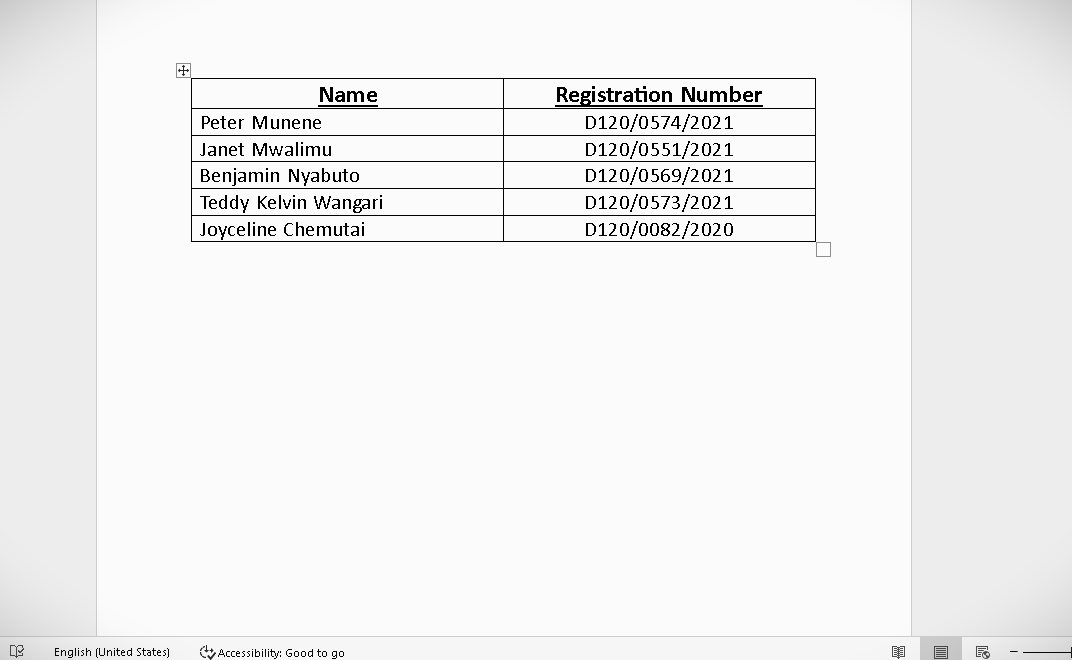 Name Registration Number
Peter Munene D120/0574/2021
Janet Mwalimu D120/0551/2021
Benjamin Nyabuto D120/0569/2021
Teddy Kelvin Wangari D120/0573/2021
Joyceline Chemutai D120/0082/2020
English (United States) Accessibility: Good to go